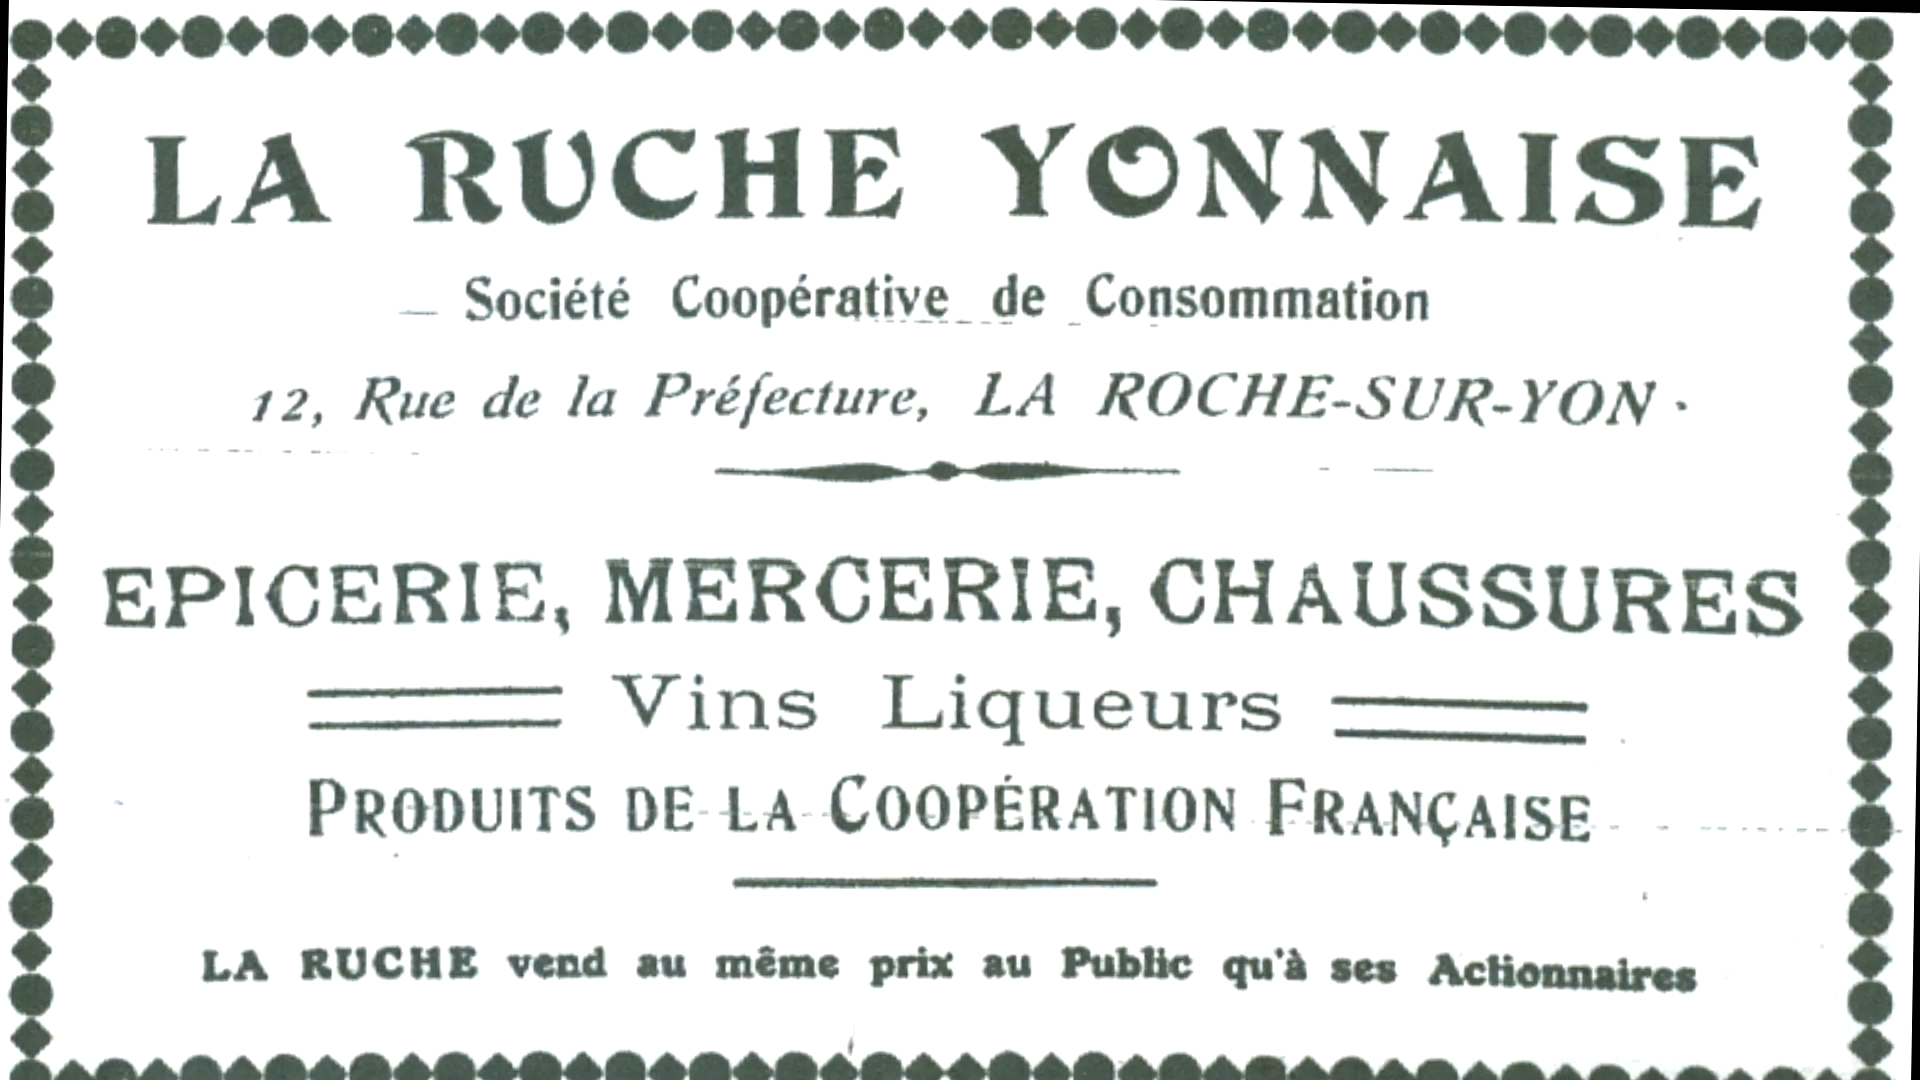 LA RUCHE YONNAISE
Société Coopérative de Consommation
12, Rue de la Préfecture, LA ROCHE-SUR-YON
EPICERIE, MERCERIE, CHAUSSURES
Vins Liqueurs
PRODUITS DE LA COOPÉRATION FRANÇAISE
LA RUCHE vend au même prix au Public qu'à ses Actionnaires